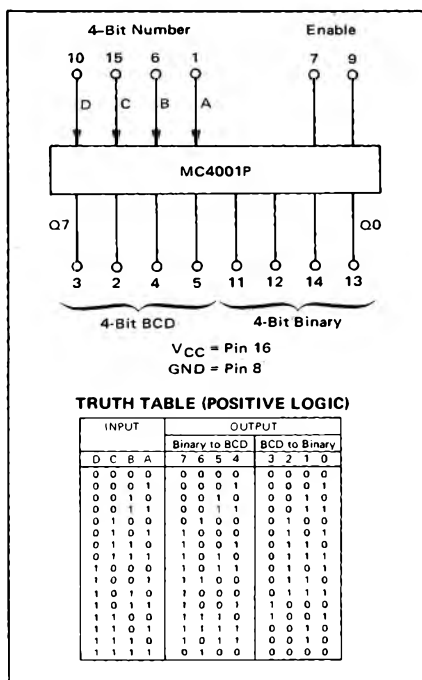 4-Bit Number Enable
10 15 6 1 7 9
D C B A
MC4001P
Q7 Q0
3 2 4 5 11 12 14 13
4-Bit BCD 4-Bit Binary
VCC = Pin 16
GND = Pin 8
TRUTH TABLE (POSITIVE LOGIC)
INPUT OUTPUT
Binary to BCD BCD to Binary
D C B A 7 6 5 4 3 2 1 0
0 0 0 0 0 0 0 0 0 0 0 0
0 0 0 1 0 0 0 1 0 0 0 1
0 0 1 0 0 0 1 0 0 0 1 0
0 0 1 1 0 0 1 1 0 0 1 1
0 1 0 0 0 1 0 0 0 1 0 0
0 1 0 1 1 0 0 0 0 1 0 1
0 1 1 0 1 0 0 1 0 1 1 0
0 1 1 1 1 0 1 0 0 1 1 1
1 0 0 0 1 0 1 1 0 1 0 1
1 0 0 1 1 1 0 0 0 1 1 0
1 0 1 0 1 0 0 0 0 1 1 1
1 0 1 1 1 0 0 1 1 0 0 0
1 1 0 0 1 1 1 0 1 0 0 1
1 1 0 1 1 1 1 1 0 0 1 0
1 1 1 0 1 0 1 1 0 0 1 1
1 1 1 1 0 1 0 0 0 0 1 1